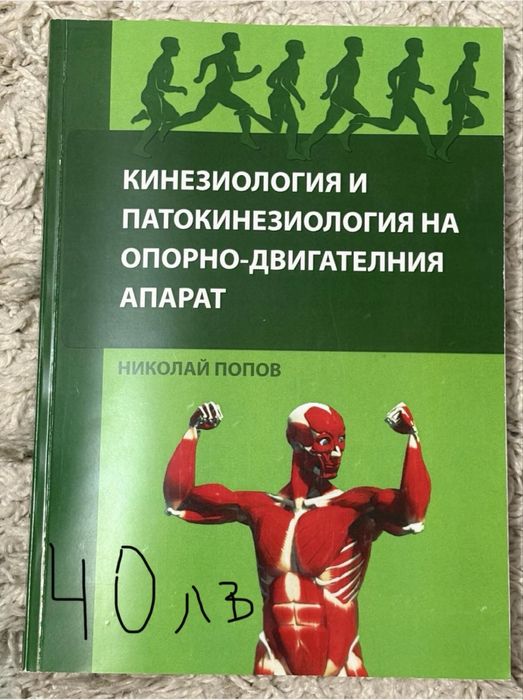 КИНЕЗИОЛОГИЯ И
ПАТОКИНЕЗИОЛОГИЯ НА
ОПОРНО-ДВИГАТЕЛНИЯ
АПАРАТ
НИКОЛАЙ ПОПОВ
40 лв